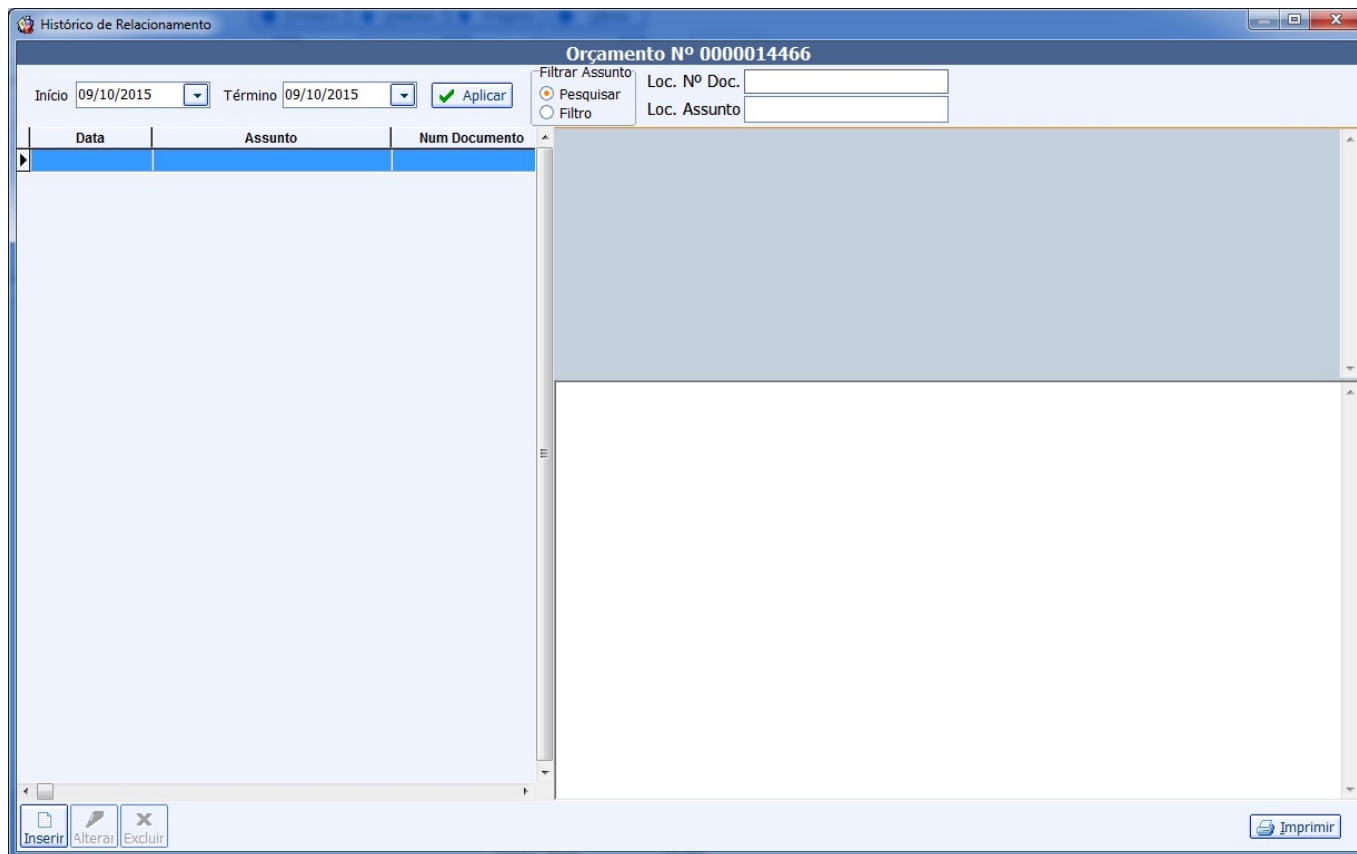 Histórico de Relacionamento
Orçamento Nº 0000014466
Início 09/10/2015 Término 09/10/2015 Aplicar
Filtrar Assunto
Pesquisar
Filtro
Loc. Nº Doc.
Loc. Assunto
Data Assunto Num Documento
Inserir Alterar Excluir
Imprimir